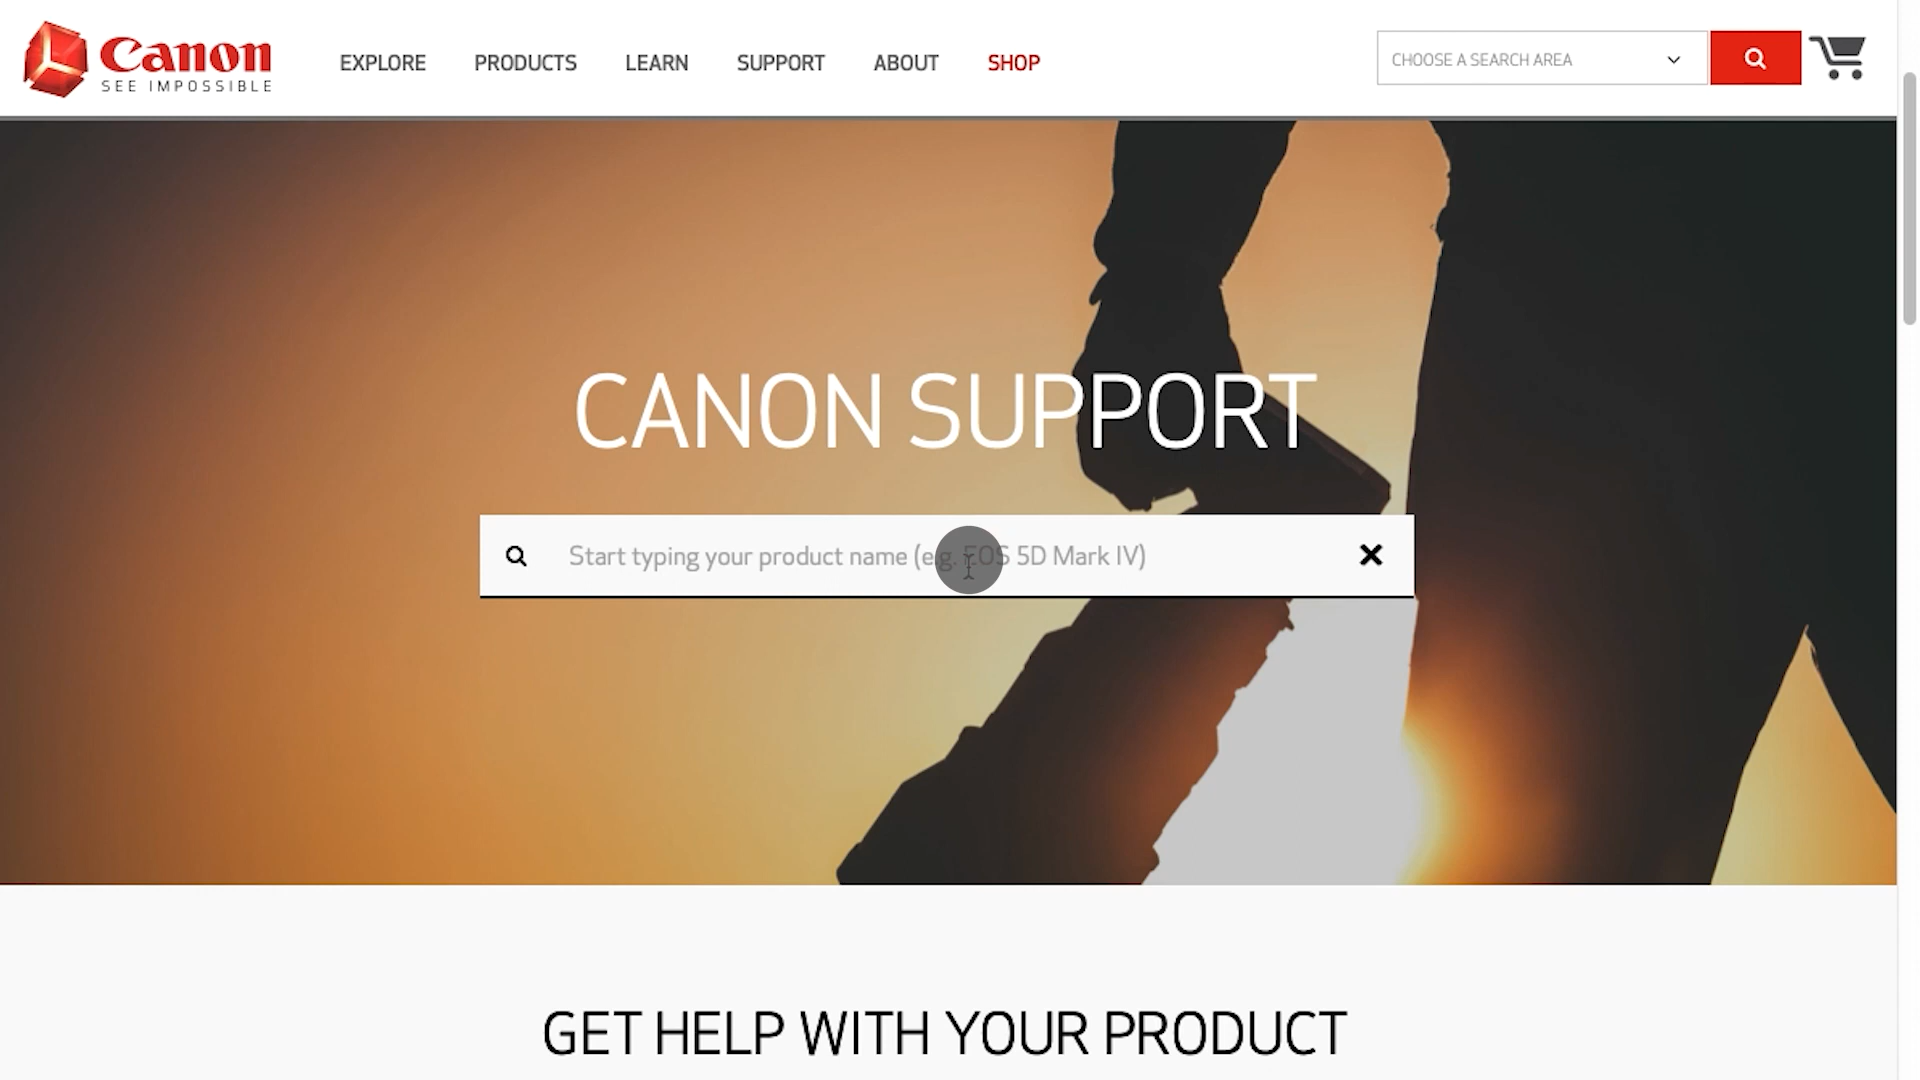 Canon
SEE IMPOSSIBLE
EXPLORE PRODUCTS LEARN SUPPORT ABOUT SHOP
CHOOSE A SEARCH AREA
CANON SUPPORT
Start typing your product name (e.g. EOS 5D Mark IV)
GET HELP WITH YOUR PRODUCT